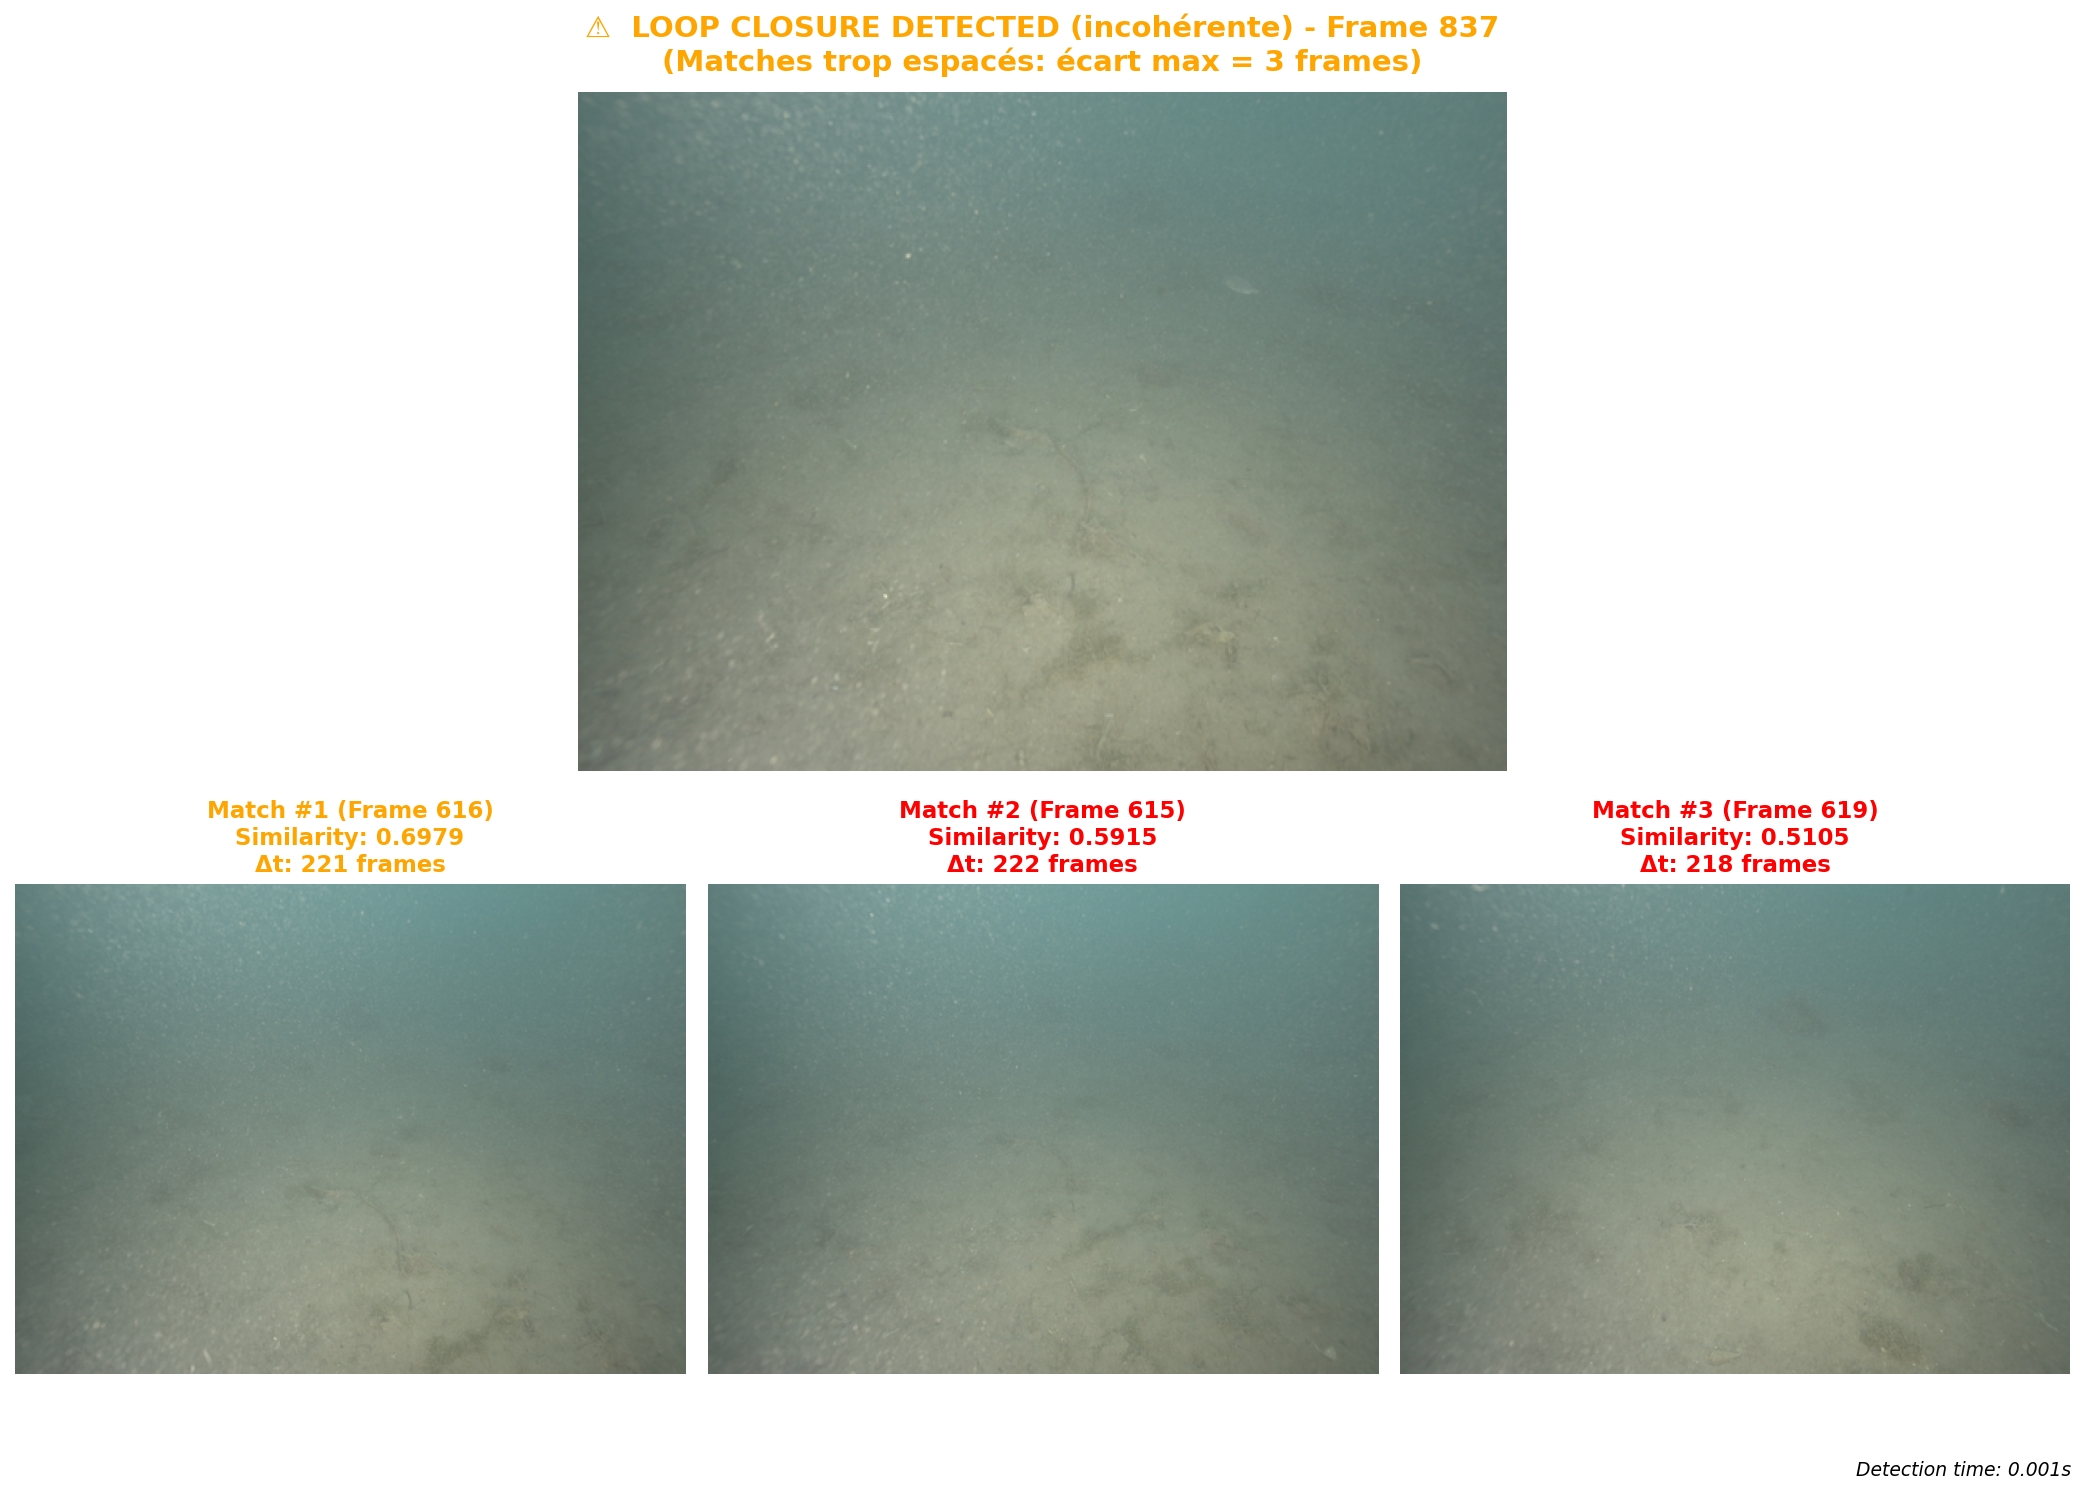 ⚠ LOOP CLOSURE DETECTED (incohérente) - Frame 837
(Matches trop espacés: écart max = 3 frames)
Match #1 (Frame 616)
Similarity: 0.6979
Δt: 221 frames
Match #2 (Frame 615)
Similarity: 0.5915
Δt: 222 frames
Match #3 (Frame 619)
Similarity: 0.5105
Δt: 218 frames
Detection time: 0.001s